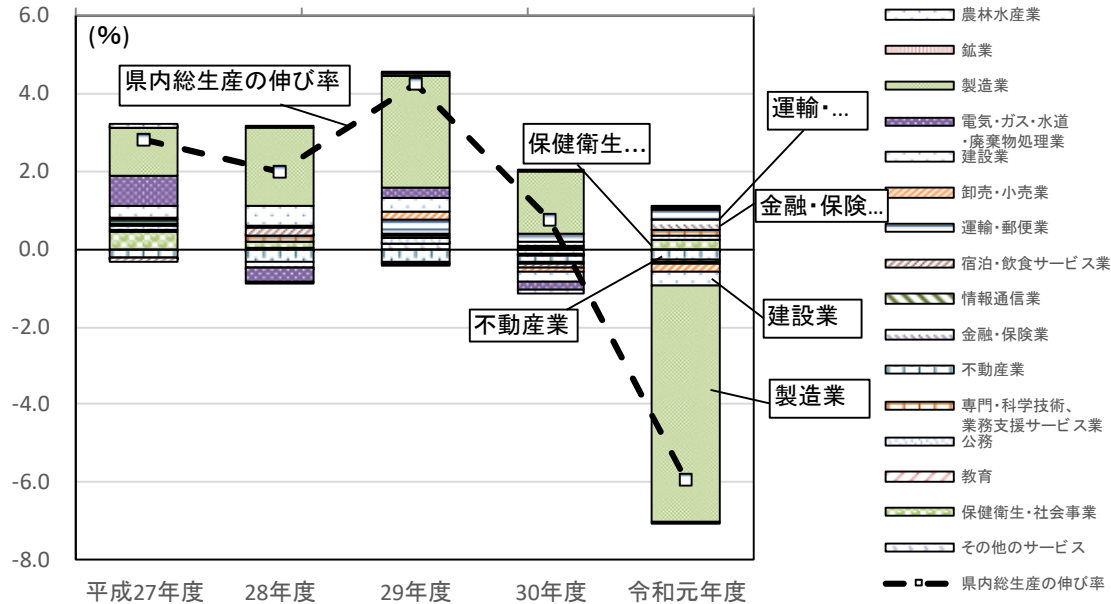 6.0
4.0
2.0
0.0
-2.0
-4.0
-6.0
-8.0
(%)
県内総生産の伸び率
保健衛生…
運輸・…
金融・保険…
不動産業
建設業
製造業
平成27年度
28年度
29年度
30年度
令和元年度
農林水産業
鉱業
製造業
電気・ガス・水道
・廃棄物処理業
建設業
卸売・小売業
運輸・郵便業
宿泊・飲食サービス業
情報通信業
金融・保険業
不動産業
専門・科学技術、
業務支援サービス業
公務
教育
保健衛生・社会事業
その他のサービス
県内総生産の伸び率